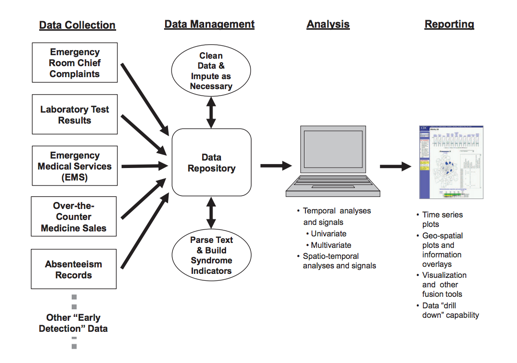 Data Collection
Data Management
Analysis
Reporting
Emergency
Room Chief
Complaints
Laboratory Test
Results
Emergency
Medical Services
(EMS)
Over-the-
Counter
Medicine Sales
Absenteeism
Records
Other “Early
Detection” Data
Clean
Data &
Impute as
Necessary
Data
Repository
Parse Text
& Build
Syndrome
Indicators
• Temporal analyses
and signals
• Univariate
• Multivariate
• Spatio-temporal
analyses and signals
• Time series
plots
• Geo-spatial
plots and
information
overlays
• Visualization
and other
fusion tools
• Data “drill
down” capability